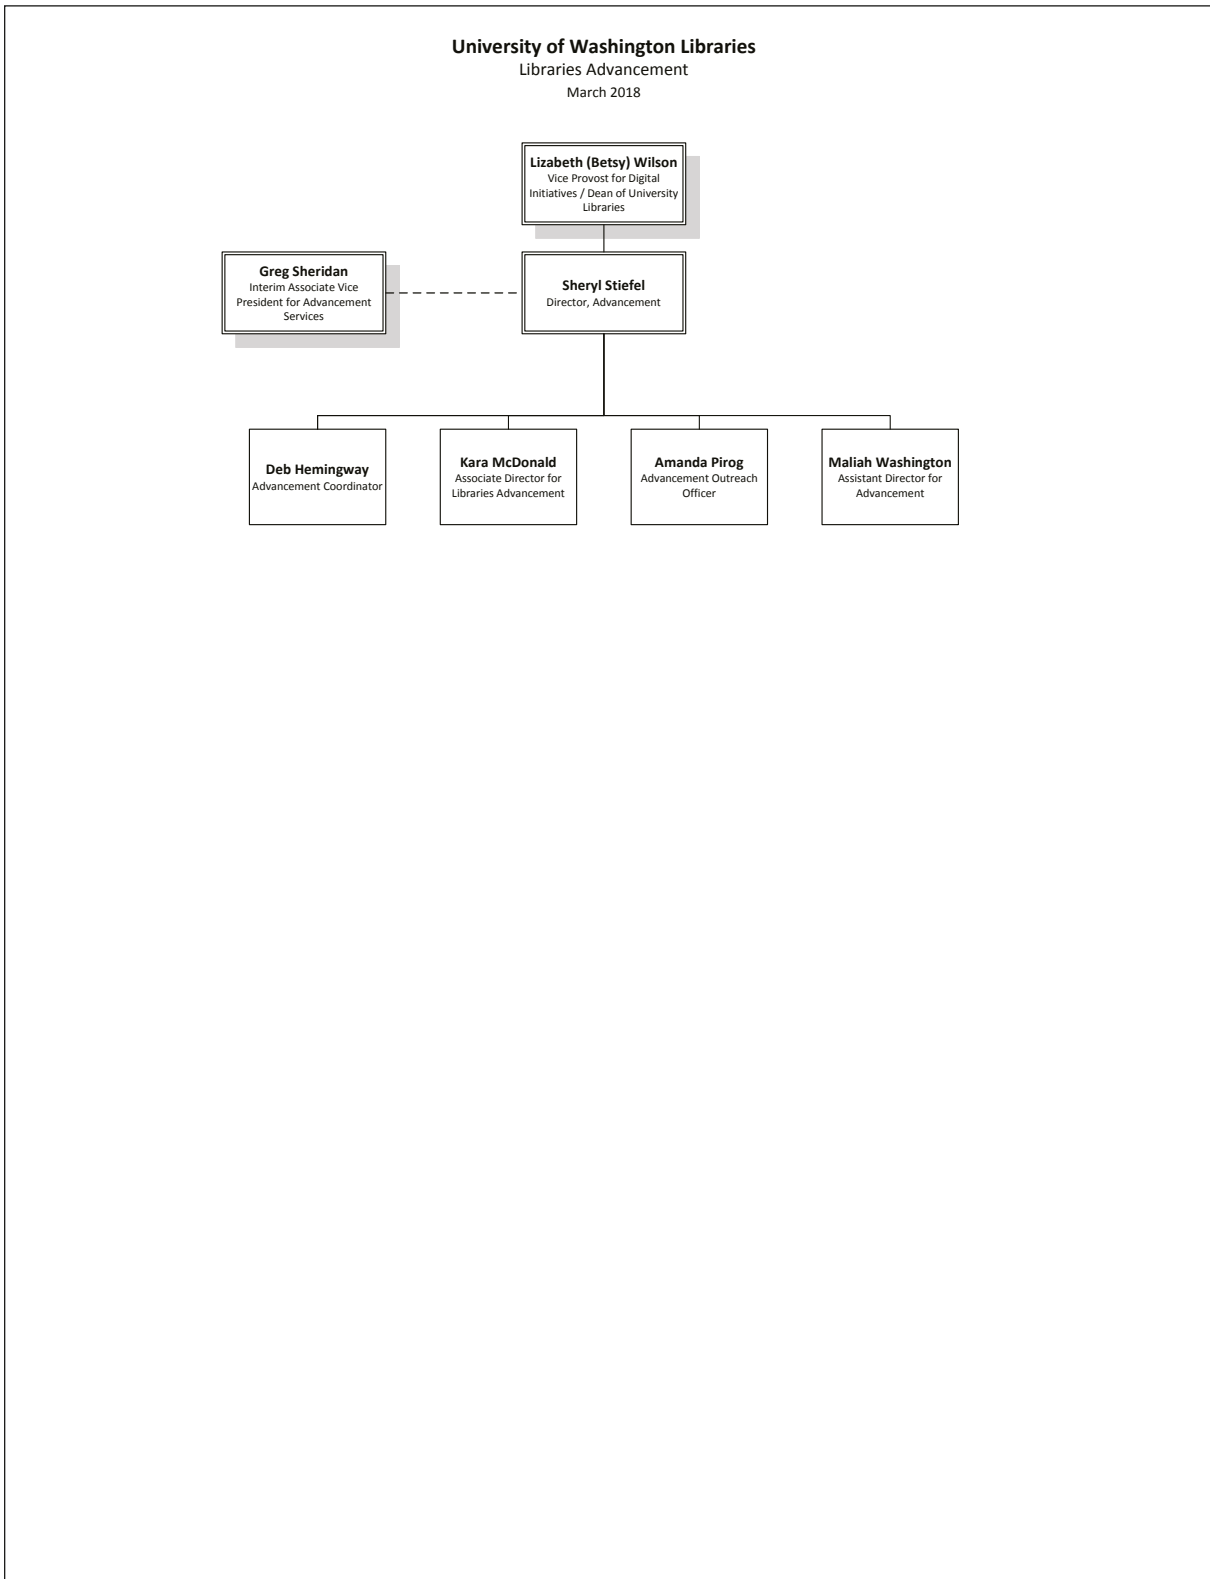 University of Washington Libraries
Libraries Advancement
March 2018
Lizabeth (Betsy) Wilson
Vice Provost for Digital
Initiatives / Dean of University
Libraries
Greg Sheridan
Interim Associate Vice
President for Advancement
Services
Sheryl Stiefel
Director, Advancement
Deb Hemingway
Advancement Coordinator
Kara McDonald
Associate Director for
Libraries Advancement
Amanda Pirog
Advancement Outreach
Officer
Maliah Washington
Assistant Director for
Advancement